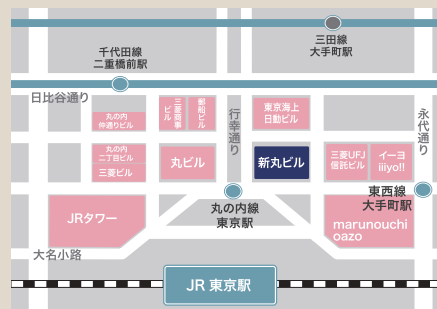 三田線
大手町駅
千代田線
二重橋前駅
日比谷通り
丸の内
仲通りビル
三菱商事
ビル
郵船ビル
行幸通り
東京海上
日動ビル
永代通り
丸の内
二丁目ビル
三菱ビル
丸ビル
新丸ビル
三菱UFJ
信託ビル
イーヨ
iiiyo!!
東西線
大手町駅
丸の内線
東京駅
JRタワー
marunouchi
oazo
大名小路
JR 東京駅